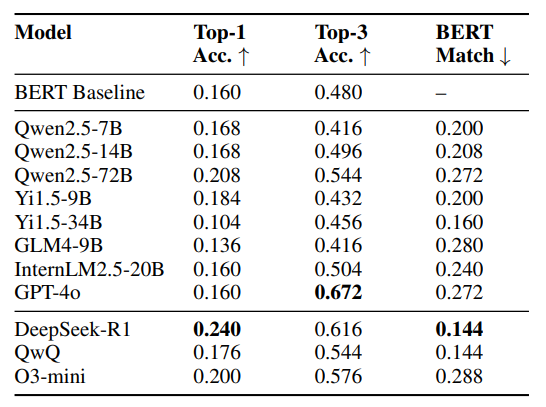 Model Top-1 Acc. ↑ Top-3 Acc. ↑ BERT Match ↓
BERT Baseline 0.160 0.480 –
Qwen2.5-7B 0.168 0.416 0.200
Qwen2.5-14B 0.168 0.496 0.208
Qwen2.5-72B 0.208 0.544 0.272
Yi1.5-9B 0.184 0.432 0.200
Yi1.5-34B 0.104 0.456 0.160
GLM4-9B 0.136 0.416 0.280
InternLM2.5-20B 0.160 0.504 0.240
GPT-4o 0.160 0.672 0.272
DeepSeek-R1 0.240 0.616 0.144
QwQ 0.176 0.544 0.144
O3-mini 0.200 0.576 0.288